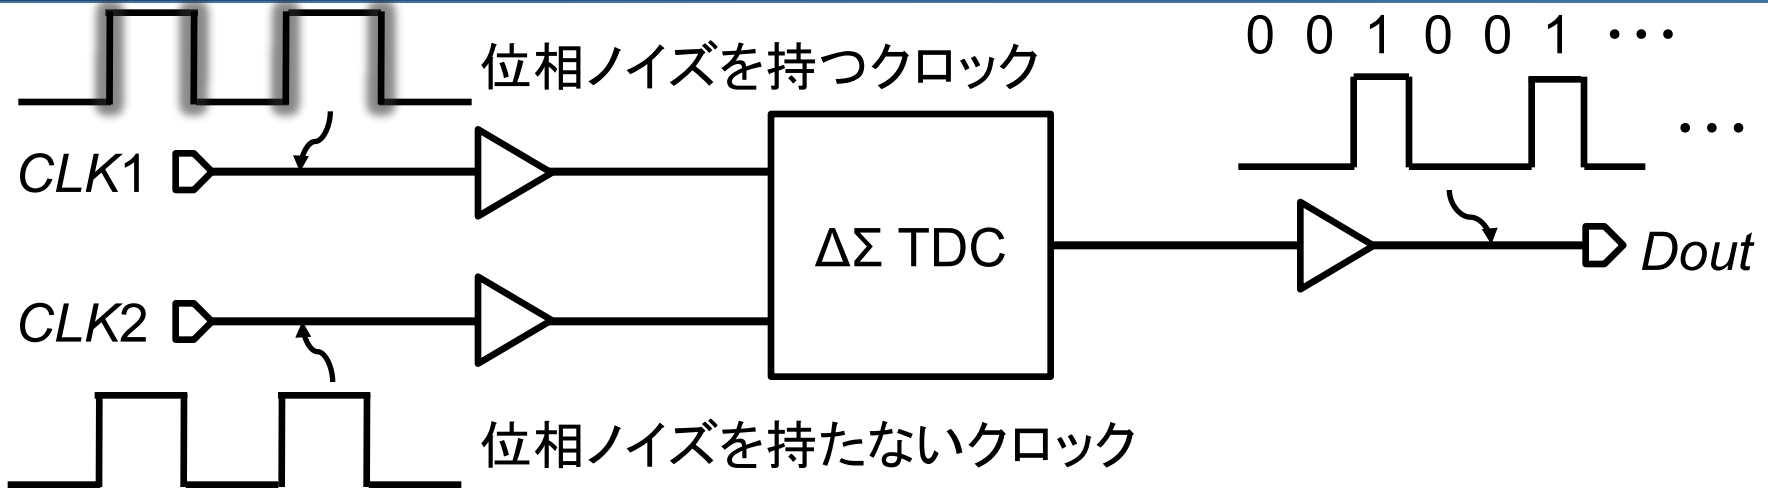 0 0 1 0 0 1 ･･･
位相ノイズを持つクロック
･･･
CLK1
ΔΣ TDC
Dout
CLK2
位相ノイズを持たないクロック